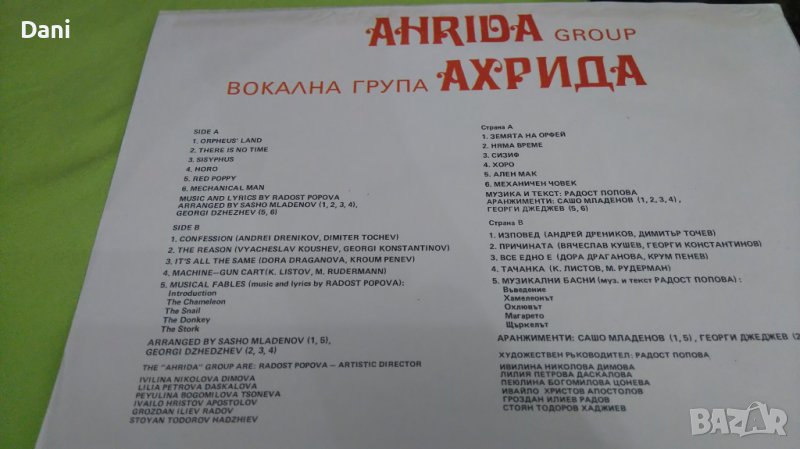 Dani
AHRIDA GROUP
ВОКАЛНА ГРУПА АХРИДА
SIDE A
1. ORPHEUS' LAND
2. THERE IS NO TIME
3. SISYPHUS
4. HORO
5. RED POPPY
6. MECHANICAL MAN
MUSIC AND LYRICS BY RADOST POPOVA
ARRANGED BY SASHO MLADENOV (1, 2, 3, 4),
GEORGI DZHEZHEV (5, 6)
SIDE B
1. CONFESSION (ANDREI DRENIKOV, DIMITER TOCHEV)
2. THE REASON (VYACHESLAV KOUSHEV, GEORGI KONSTANTINOV)
3. IT'S ALL THE SAME (DORA DRAGANOVA, KROUM PENEV)
4. MACHINE-GUN CART(K. LISTOV, M. RUDERMANN)
5. MUSICAL FABLES (music and lyrics by RADOST POPOVA):
Introduction
The Chameleon
The Snail
The Donkey
The Stork
ARRANGED BY SASHO MLADENOV (1, 5),
GEORGI DZHEDZHEV (2, 3, 4)
THE "AHRIDA" GROUP ARE: RADOST POPOVA – ARTISTIC DIRECTOR
IVILINA NIKOLOVA DIMOVA
LILIA PETROVA DASKALOVA
PEYULINA BOGOMILOVA TSONEVA
IVAILO HRISTOV APOSTOLOV
GROZDAN ILIEV RADOV
STOYAN TODOROV HADZHIEV
Страна А
1. ЗЕМЯТА НА ОРФЕЙ
2. НЯМА ВРЕМЕ
3. СИЗИФ
4. ХОРО
5. АЛЕН МАК
6. МЕХАНИЧЕН ЧОВЕК
МУЗИКА И ТЕКСТ: РАДОСТ ПОПОВА
АРАНЖИМЕНТИ: САШО МЛАДЕНОВ (1, 2, 3, 4),
ГЕОРГИ ДЖЕДЖЕВ (5, 6)
Страна В
1. ИЗПОВЕД (АНДРЕЙ ДРЕНИКОВ, ДИМИТЪР ТОЧЕВ)
2. ПРИЧИНАТА (ВЯЧЕСЛАВ КУШЕВ, ГЕОРГИ КОНСТАНТИНОВ)
3. ВСЕ ЕДНО Е (ДОРА ДРАГАНОВА, КРУМ ПЕНЕВ)
4. ТАЧАНКА (К. ЛИСТОВ, М. РУДЕРМАН)
5. МУЗИКАЛНИ БАСНИ (муз. и текст РАДОСТ ПОПОВА) :
Въведение
Хамелеонът
Охлювът
Магарето
Щъркелът
АРАНЖИМЕНТИ: САШО МЛАДЕНОВ (1, 5) , ГЕОРГИ ДЖЕДЖЕВ (2
ХУДОЖЕСТВЕН РЪКОВОДИТЕЛ: РАДОСТ ПОПОВА
ИВИЛИНА НИКОЛОВА ДИМОВА
ЛИЛИЯ ПЕТРОВА ДАСКАЛОВА
ПЕЮЛИНА БОГОМИЛОВА ЦОНЕВА
ИВАЙЛО ХРИСТОВ АПОСТОЛОВ
ГРОЗДАН ИЛИЕВ РАДОВ
СТОЯН ТОДОРОВ ХАДЖИЕВ
BAZAR